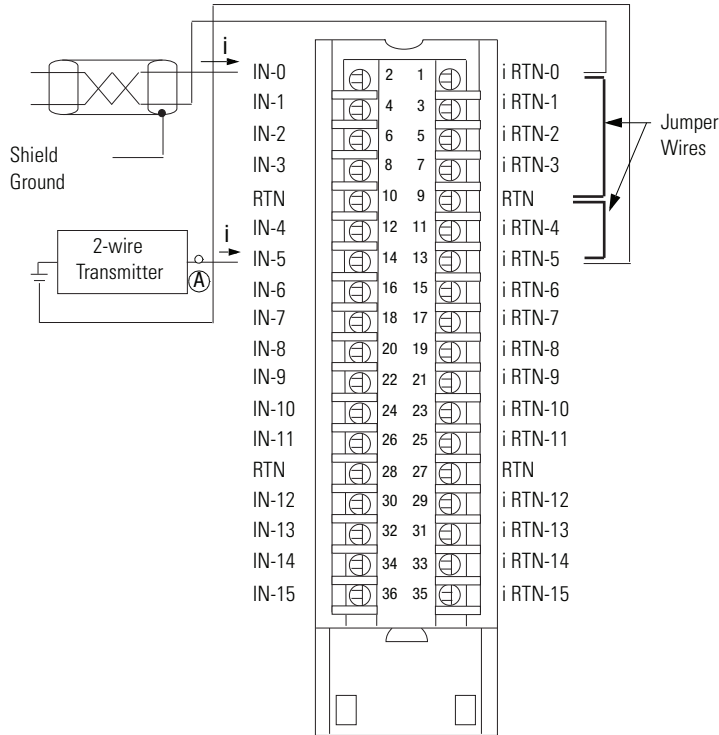 i
IN-0 2 1 i RTN-0
IN-1 4 3 i RTN-1
IN-2 6 5 i RTN-2
Jumper
Wires
Shield
Ground
IN-3 8 7 i RTN-3
RTN 10 9 RTN
IN-4 12 11 i RTN-4
i
2-wire
Transmitter
A
IN-5 14 13 i RTN-5
IN-6 16 15 i RTN-6
IN-7 18 17 i RTN-7
IN-8 20 19 i RTN-8
IN-9 22 21 i RTN-9
IN-10 24 23 i RTN-10
IN-11 26 25 i RTN-11
RTN 28 27 RTN
IN-12 30 29 i RTN-12
IN-13 32 31 i RTN-13
IN-14 34 33 i RTN-14
IN-15 36 35 i RTN-15